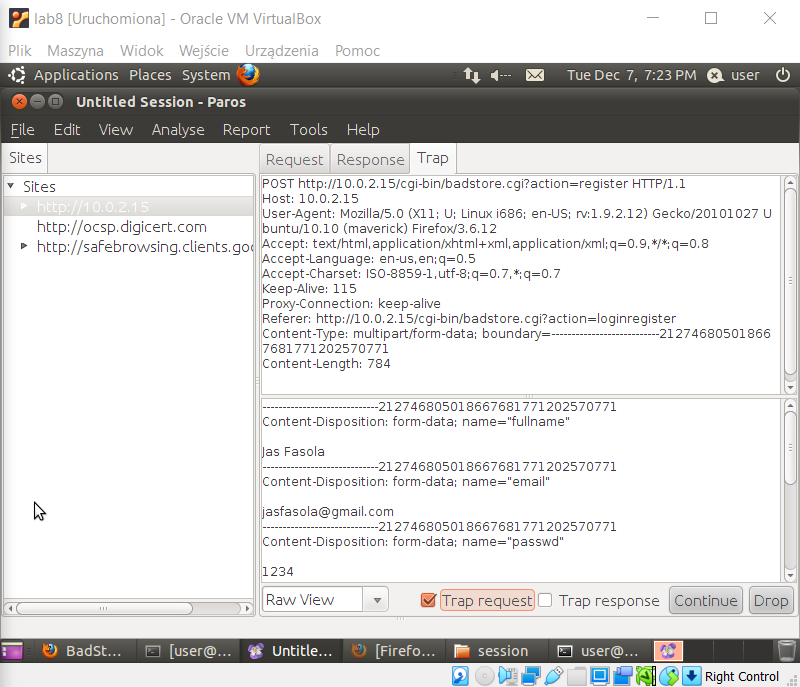 lab8 [Uruchomiona] - Oracle VM VirtualBox
Plik Maszyna Widok Wejście Urządzenia Pomoc
Applications Places System Tue Dec 7, 7:23 PM user
Untitled Session - Paros
File Edit View Analyse Report Tools Help
Sites Request Response Trap
Sites
http://10.0.2.15
http://ocsp.digicert.com
http://safebrowsing.clients.goo
POST http://10.0.2.15/cgi-bin/badstore.cgi?action=register HTTP/1.1
Host: 10.0.2.15
User-Agent: Mozilla/5.0 (X11; U; Linux i686; en-US; rv:1.9.2.12) Gecko/20101027 U
buntu/10.10 (maverick) Firefox/3.6.12
Accept: text/html,application/xhtml+xml,application/xml;q=0.9,*/*;q=0.8
Accept-Language: en-us,en;q=0.5
Accept-Charset: ISO-8859-1,utf-8;q=0.7,*;q=0.7
Keep-Alive: 115
Proxy-Connection: keep-alive
Referer: http://10.0.2.15/cgi-bin/badstore.cgi?action=loginregister
Content-Type: multipart/form-data; boundary=---------------------------21274680501866
7681771202570771
Content-Length: 784
-----------------------------212746805018667681771202570771
Content-Disposition: form-data; name="fullname"
Jas Fasola
-----------------------------212746805018667681771202570771
Content-Disposition: form-data; name="email"
jasfasola@gmail.com
-----------------------------212746805018667681771202570771
Content-Disposition: form-data; name="passwd"
1234
Raw View Trap request Trap response Continue Drop
BadSt... [user@... Untitle... [Firefo... session user@...
Right Control